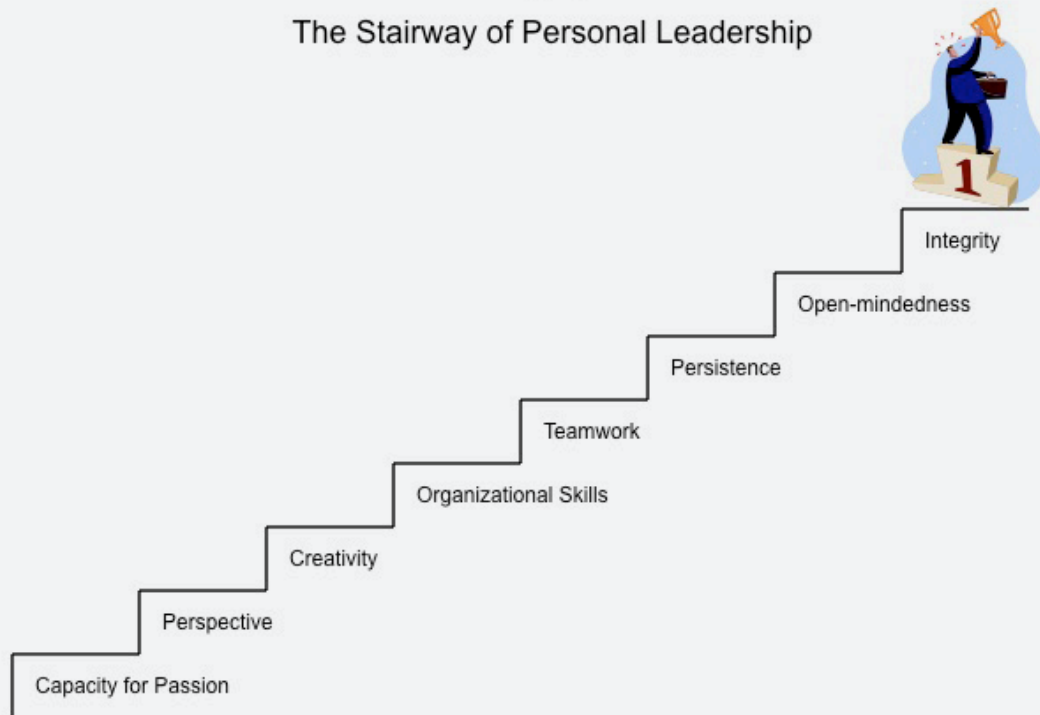 The Stairway of Personal Leadership
1
Integrity
Open-mindedness
Persistence
Teamwork
Organizational Skills
Creativity
Perspective
Capacity for Passion